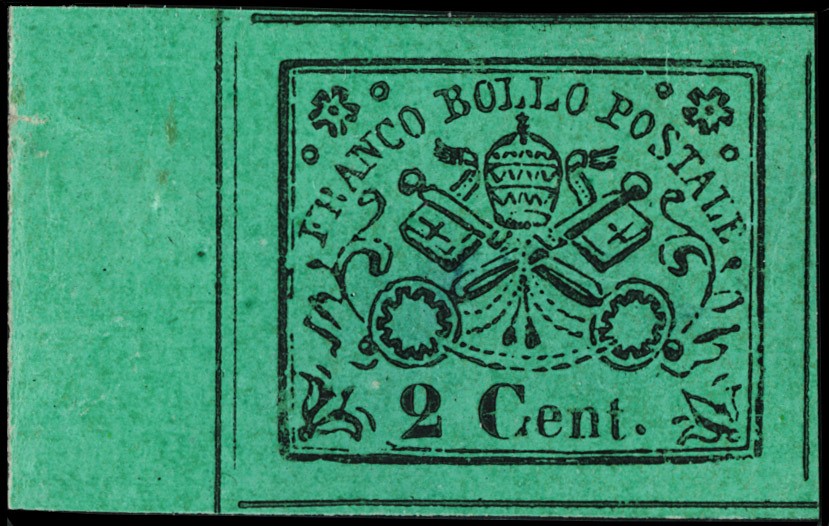 FRANCO BOLLO POSTALE
2 Cent.